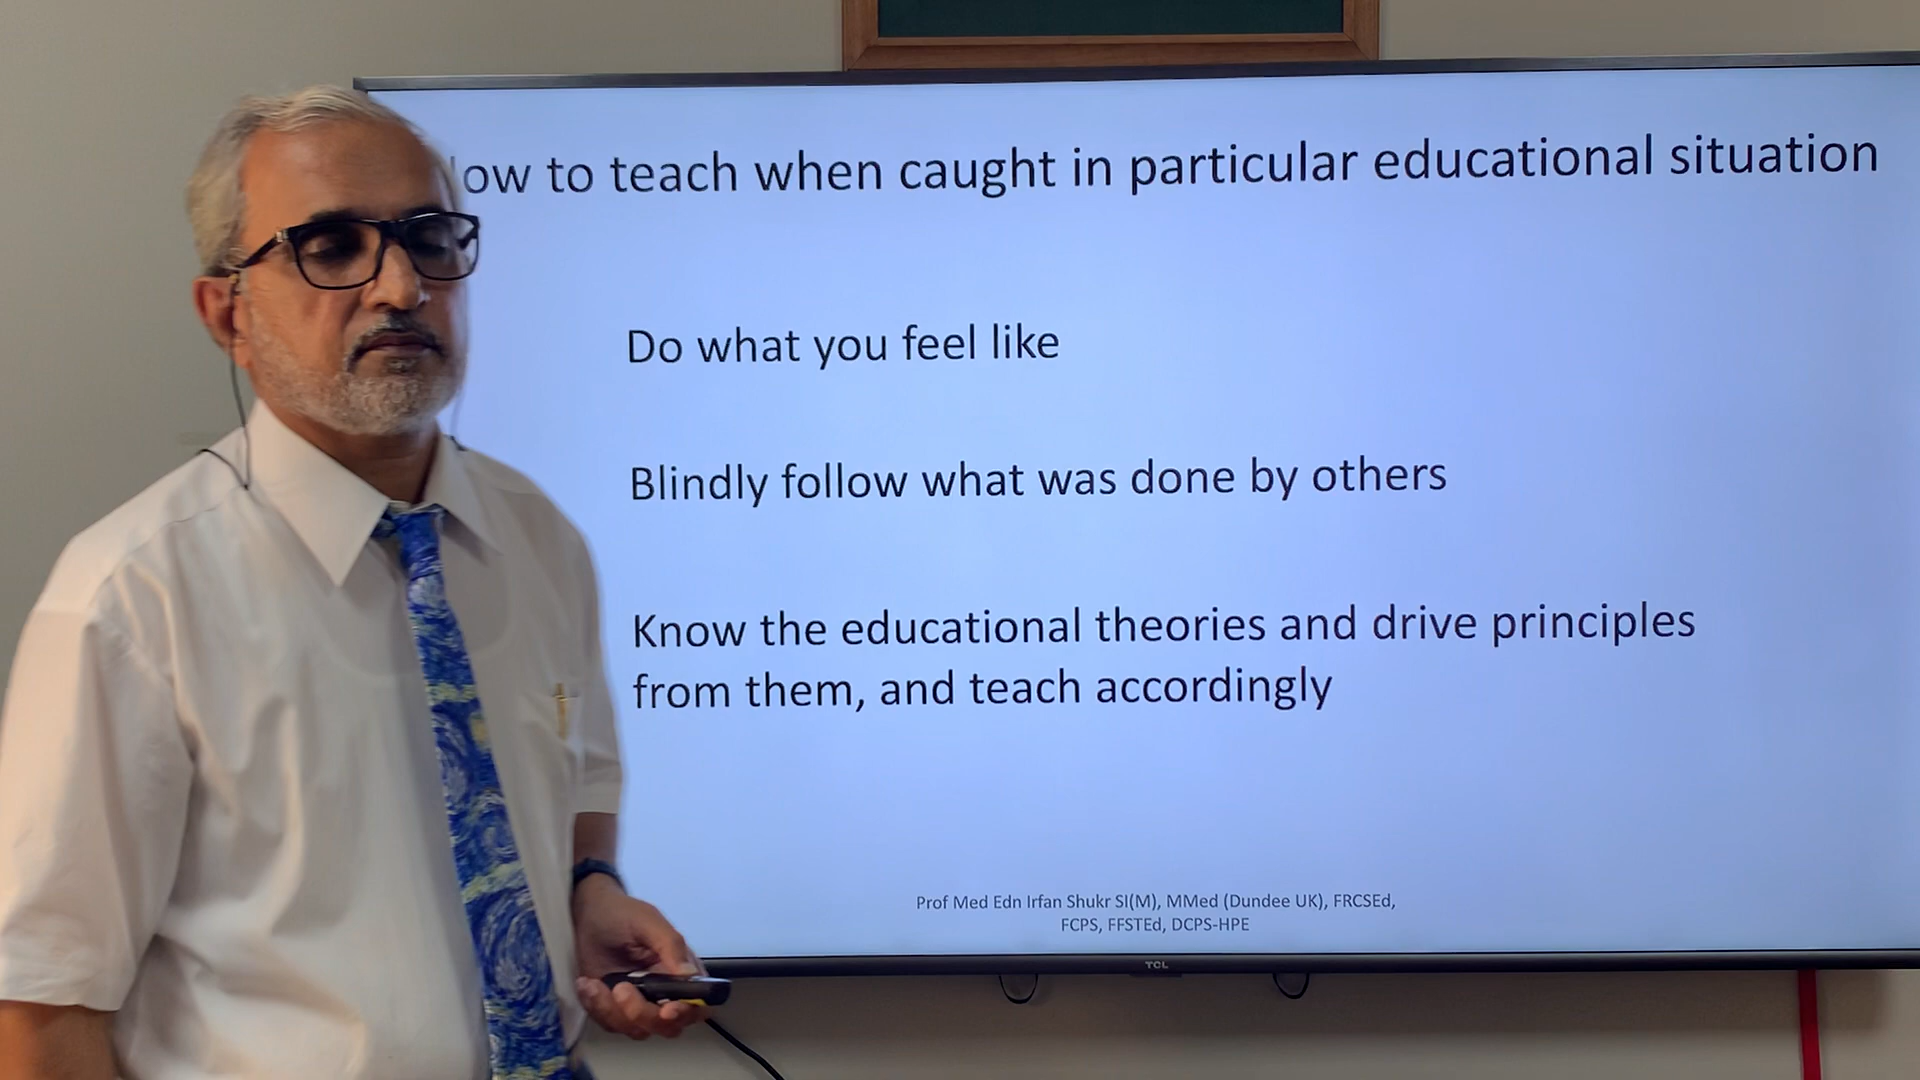 ow to teach when caught in particular educational situation
Do what you feel like
Blindly follow what was done by others
Know the educational theories and drive principles
from them, and teach accordingly
Prof Med Edn Irfan Shukr SI(M), MMed (Dundee UK), FRCSEd,
FCPS, FFSTEd, DCPS-HPE
TCL